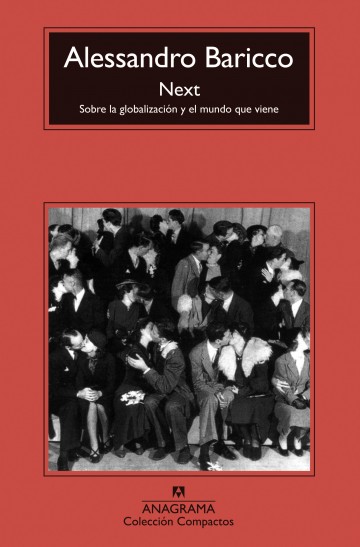 Alessandro Baricco
Next
Sobre la globalización y el mundo que viene
ANAGRAMA
Colección Compactos